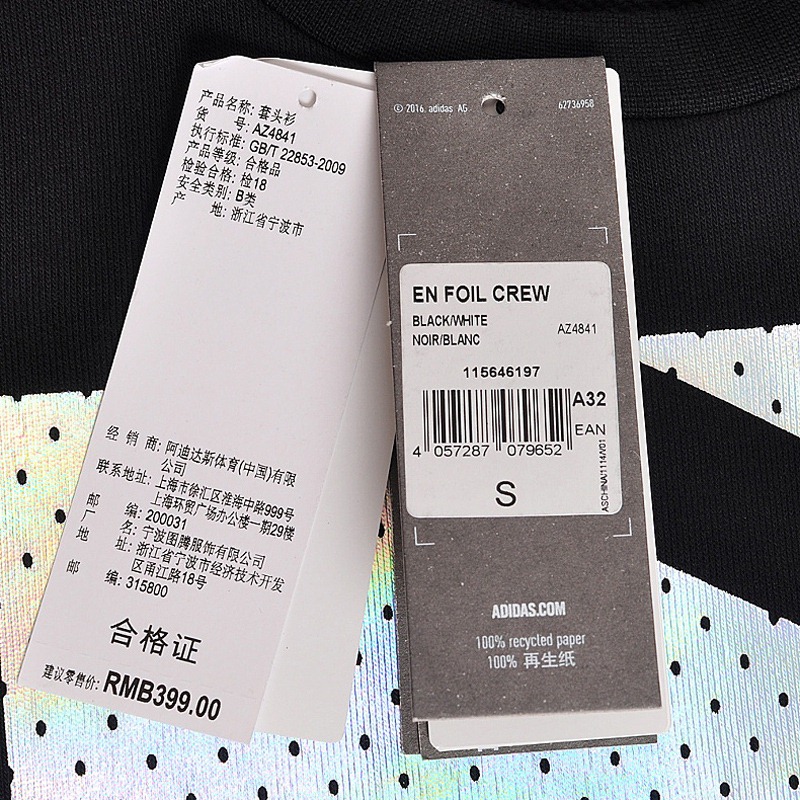 产品名称: 套头衫
货 号: AZ4841
执行标准: GB/T 22853-2009
产品等级: 合格品
检验合格: 检18
安全类别: B类
产 地: 浙江省宁波市
经 销 商: 阿迪达斯体育(中国)有限
公司
联系地址: 上海市徐汇区淮海中路999号
上海环贸广场办公楼一期29楼
邮 编: 200031
厂 名: 宁波图腾服饰有限公司
地 址: 浙江省宁波市经济技术开发
区甬江路18号
邮 编: 315800
合格证
建议零售价: RMB399.00
© 2016. adidas AG
62736958
EN FOIL CREW
BLACK/WHITE
NOIR/BLANC
AZ4841
115646197
A32
EAN
4 057287 079652
S
ASCHINA/1114/V01
ADIDAS.COM
100% recycled paper
100% 再生纸